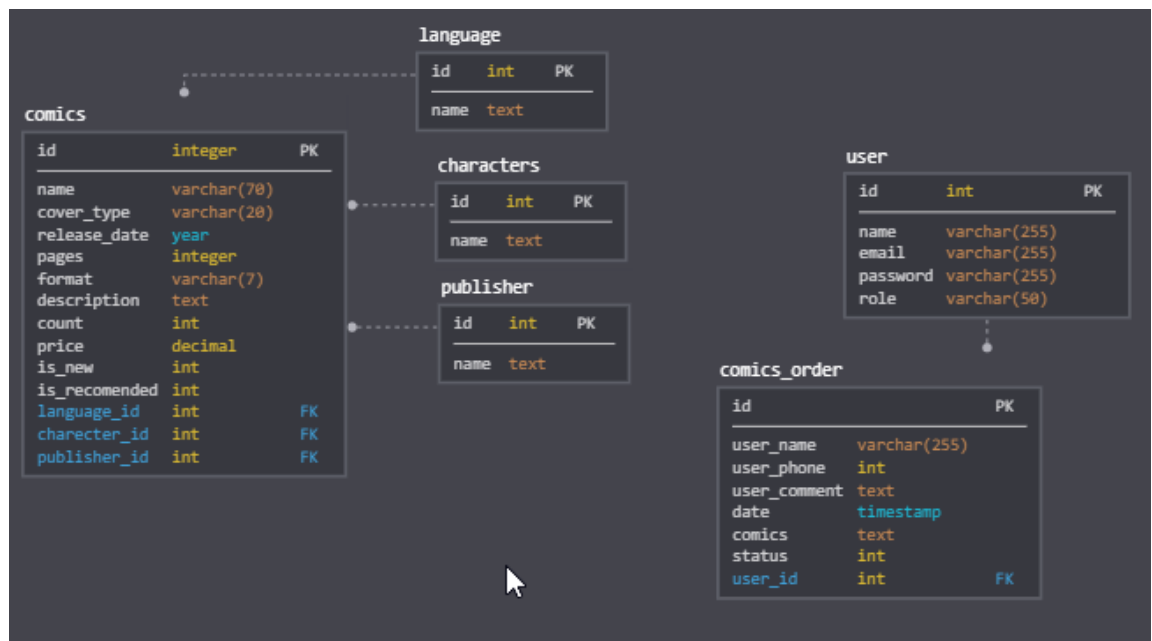 language
id int PK
name text
comics
id integer PK
name varchar(70)
cover_type varchar(20)
release_date year
pages integer
format varchar(7)
description text
count int
price decimal
is_new int
is_recomended int
language_id int FK
charecter_id int FK
publisher_id int FK
characters
id int PK
name text
publisher
id int PK
name text
user
id int PK
name varchar(255)
email varchar(255)
password varchar(255)
role varchar(50)
comics_order
id PK
user_name varchar(255)
user_phone int
user_comment text
date timestamp
comics text
status int
user_id int FK